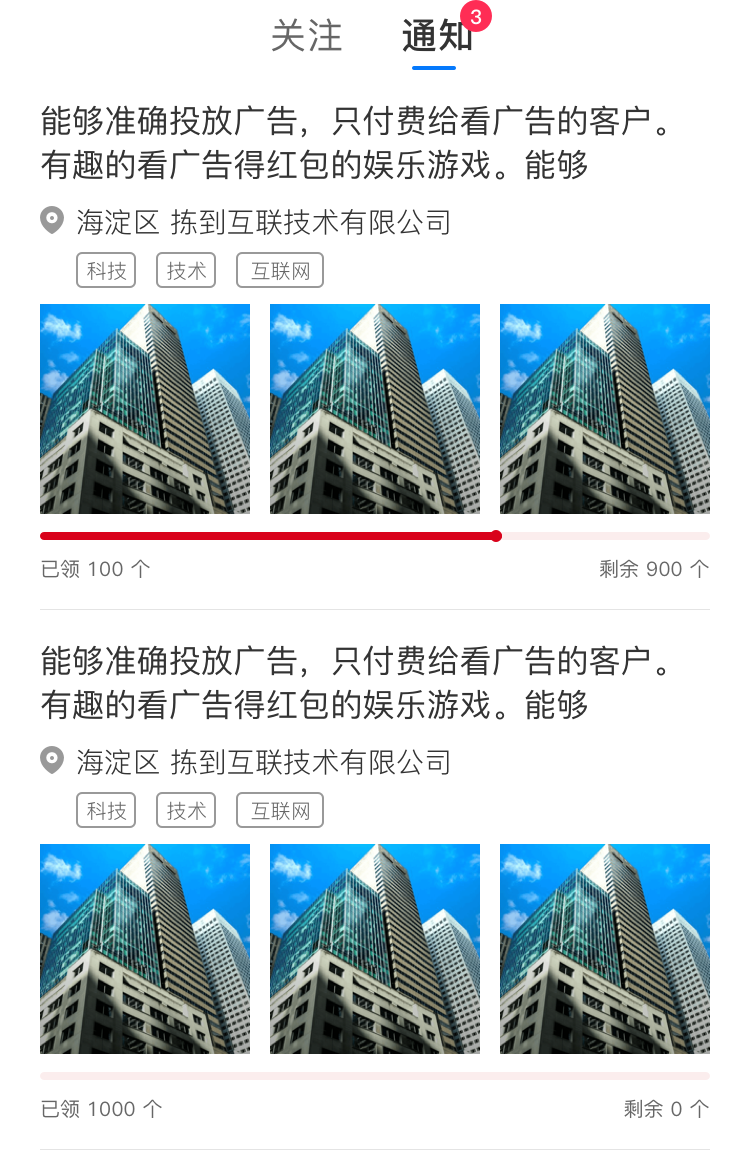 关注 通知 3
能够准确投放广告，只付费给看广告的客户。
有趣的看广告得红包的娱乐游戏。能够
海淀区 拣到互联技术有限公司
科技 技术 互联网
已领 100 个 剩余 900 个
能够准确投放广告，只付费给看广告的客户。
有趣的看广告得红包的娱乐游戏。能够
海淀区 拣到互联技术有限公司
科技 技术 互联网
已领 1000 个 剩余 0 个